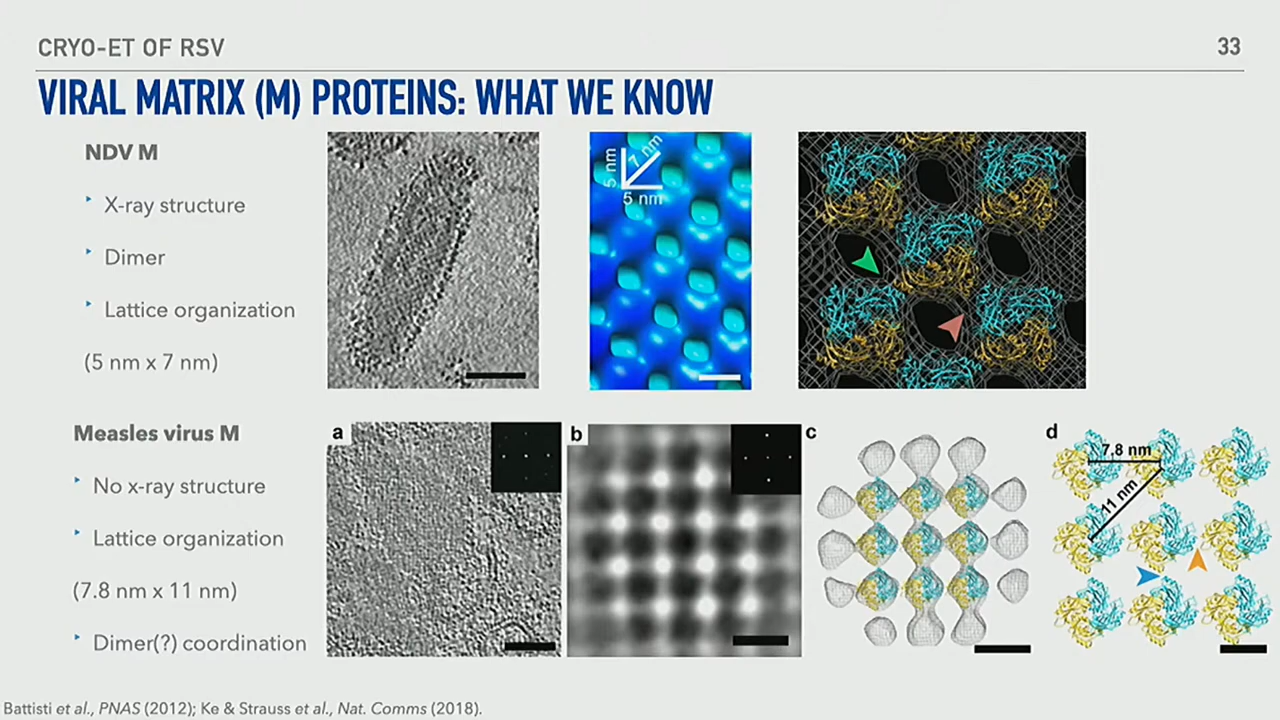 CRYO-ET OF RSV
33
VIRAL MATRIX (M) PROTEINS: WHAT WE KNOW
NDV M
X-ray structure
Dimer
Lattice organization
(5 nm x 7 nm)
5 nm
7 nm
5 nm
Measles virus M
No x-ray structure
Lattice organization
(7.8 nm x 11 nm)
Dimer(?) coordination
a
b
c
d
7.8 nm
11 nm
Battisti et al., PNAS (2012); Ke & Strauss et al., Nat. Comms (2018).